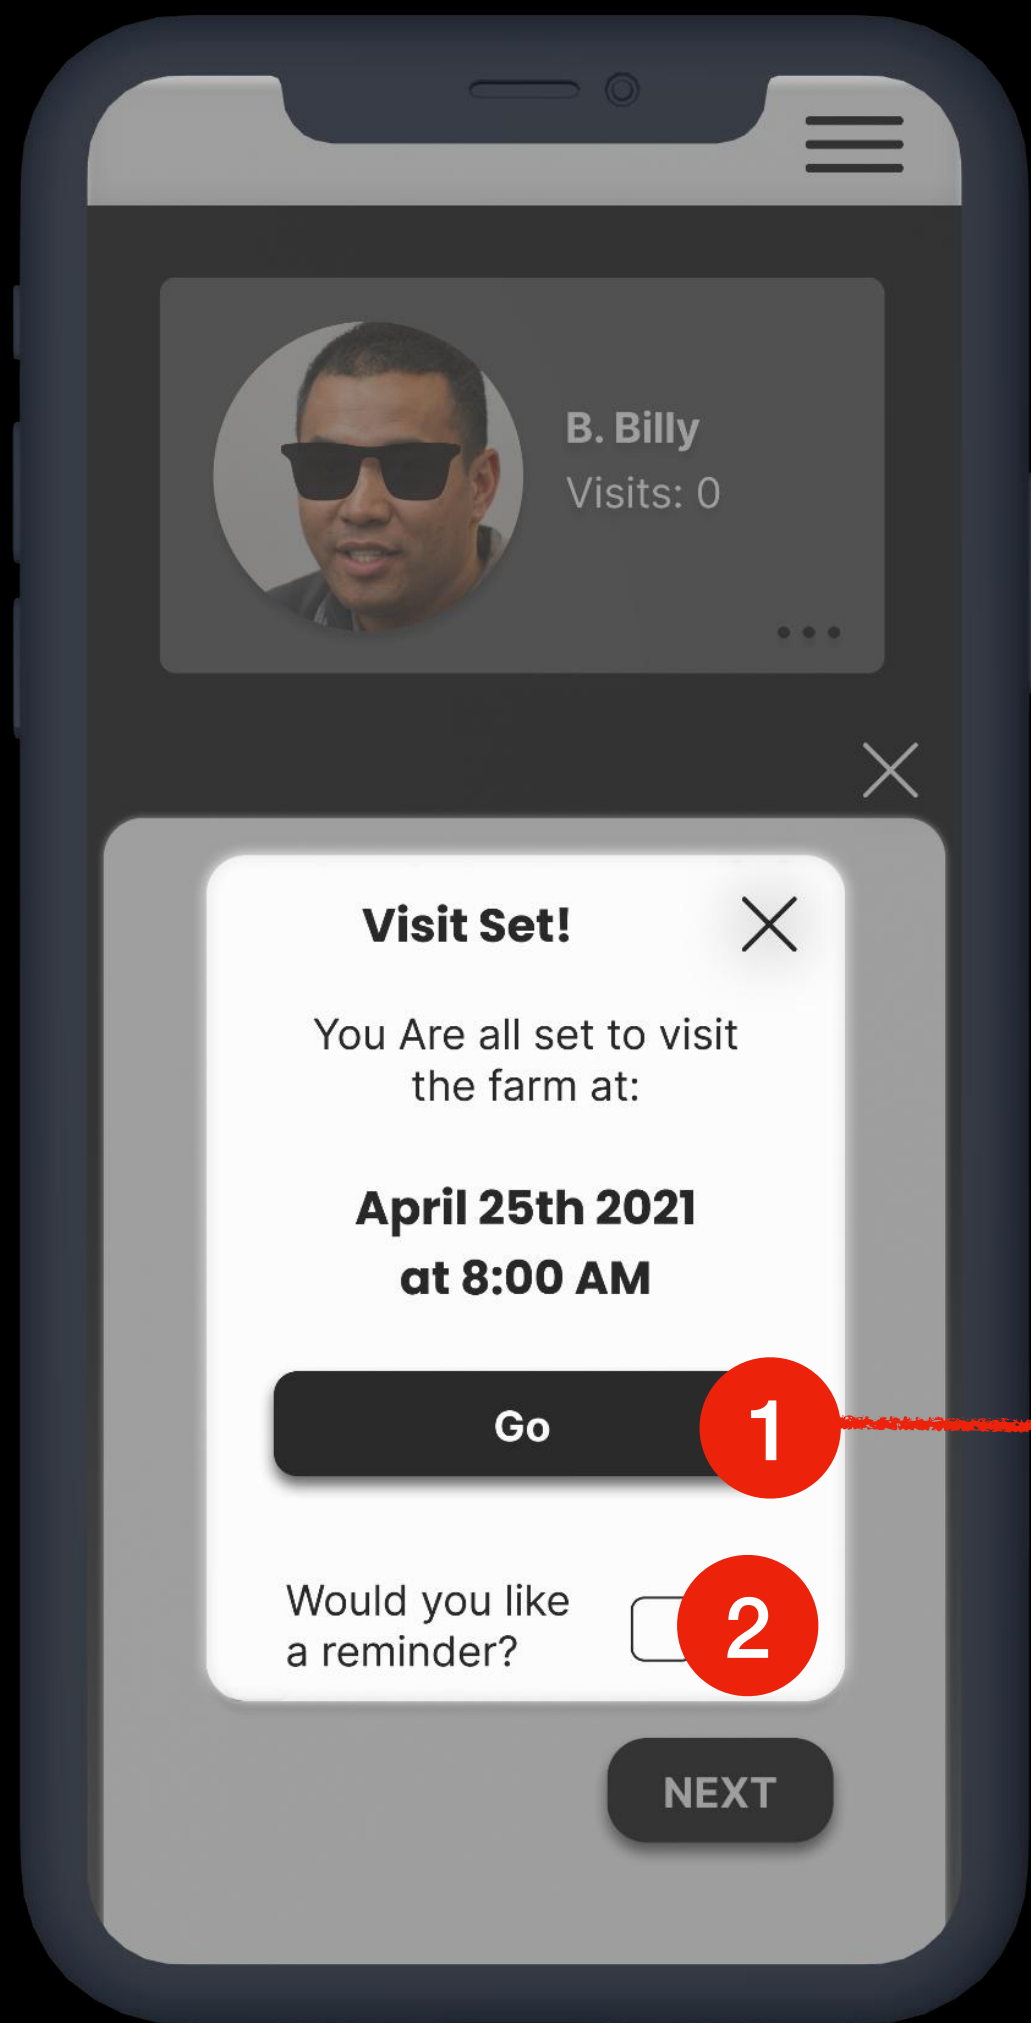 B. Billy
Visits: 0
Visit Set!
You Are all set to visit
the farm at:
April 25th 2021
at 8:00 AM
Go
1
Would you like
a reminder?
2
NEXT